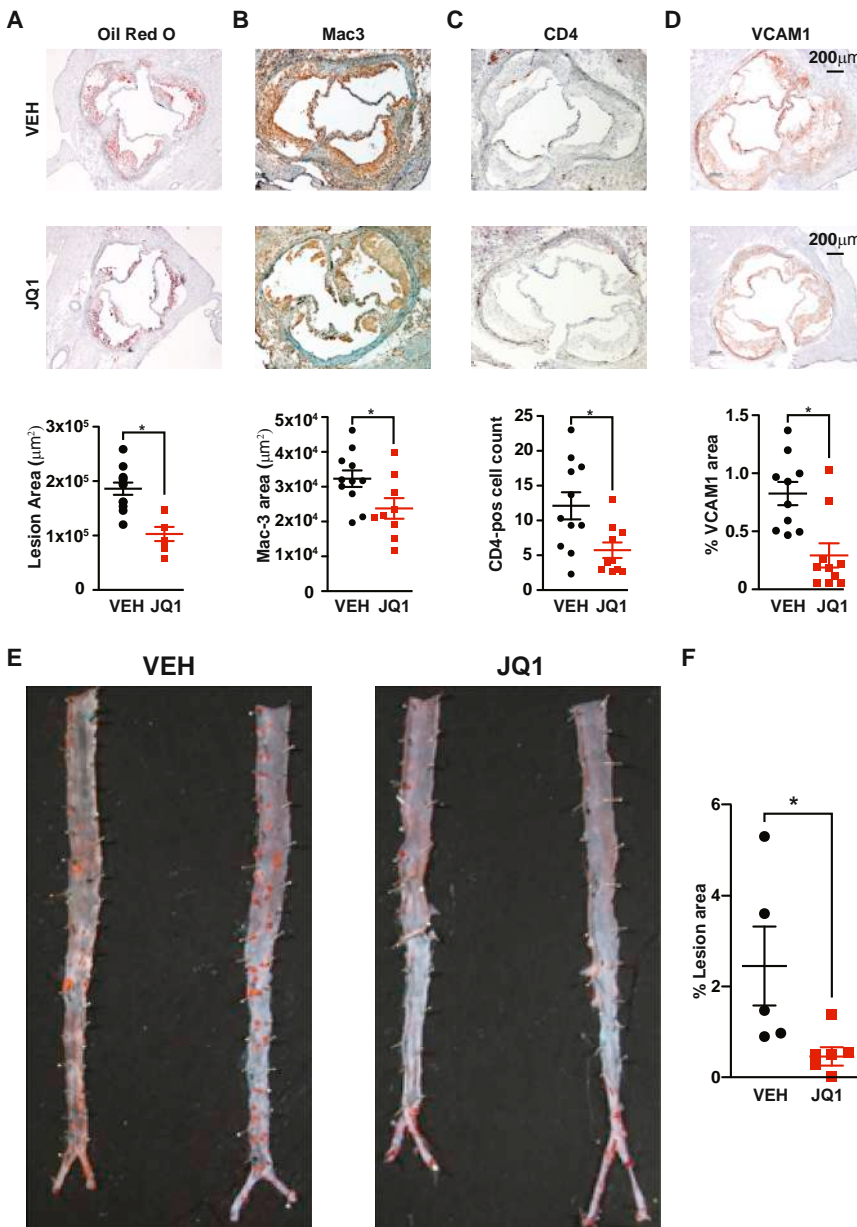 A
B
C
D
Oil Red O
Mac3
CD4
VCAM1
VEH
200μm
JQ1
200μm
Lesion Area (μm²)
3x10⁵
2x10⁵
1x10⁵
0
*
VEH JQ1
Mac-3 area (μm²)
5x10⁴
4x10⁴
3x10⁴
2x10⁴
1x10⁴
0
*
VEH JQ1
CD4-pos cell count
25
20
15
10
5
0
*
VEH JQ1
% VCAM1 area
1.5
1.0
0.5
0
*
VEH JQ1
E
VEH
JQ1
F
% Lesion area
6
4
2
0
*
VEH JQ1